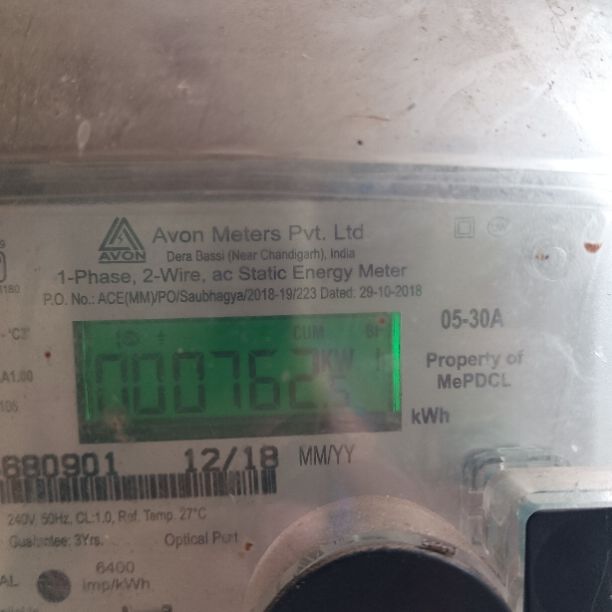 Avon Meters Pvt. Ltd
AVON
Dera Bassi (Near Chandigarh), India
1-Phase, 2-Wire, ac Static Energy Meter
P.O. No.: ACE(MM)/PO/Saubhagya/2018-19/223 Dated: 29-10-2018
05-30A
CUM
KW
Property of
MePDCL
kWh
680901 12/18 MM/YY
240V, 50Hz, CL:1.0, Ref. Temp. 27°C
Guarantee: 3Yrs. Optical Port
6400
imp/kWh